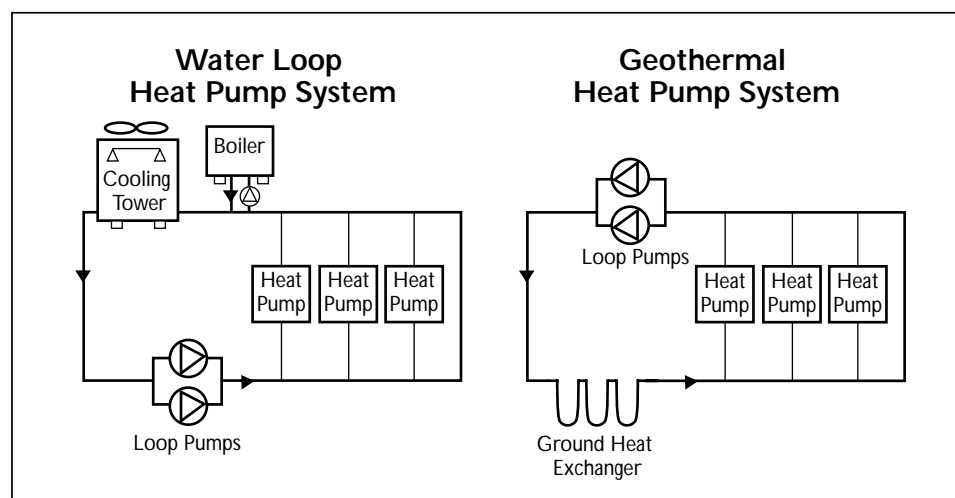 Water Loop
Heat Pump System
Cooling
Tower
Boiler
Heat
Pump
Heat
Pump
Heat
Pump
Loop Pumps
Geothermal
Heat Pump System
Loop Pumps
Heat
Pump
Heat
Pump
Heat
Pump
Ground Heat
Exchanger